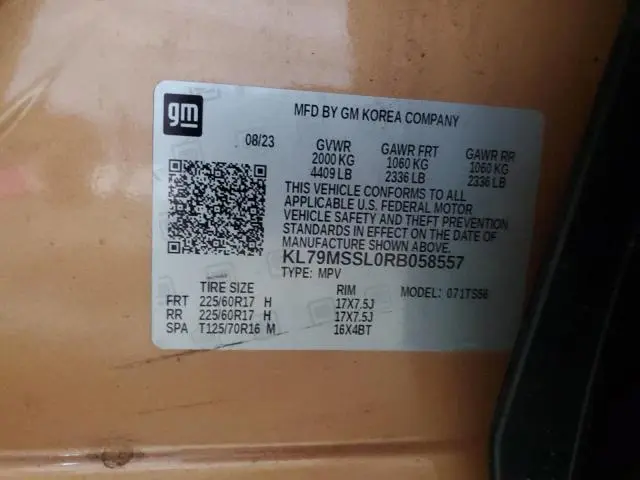 gm
MFD BY GM KOREA COMPANY
08/23 GVWR GAWR FRT GAWR RR
2000 KG 1060 KG 1060 KG
4409 LB 2336 LB 2336 LB
THIS VEHICLE CONFORMS TO ALL
APPLICABLE U.S. FEDERAL MOTOR
VEHICLE SAFETY AND THEFT PREVENTION
STANDARDS IN EFFECT ON THE DATE OF
MANUFACTURE SHOWN ABOVE.
KL79MSSL0RB058557
TYPE: MPV MODEL: 071TS56
TIRE SIZE RIM
FRT 225/60R17 H 17X7.5J
RR 225/60R17 H 17X7.5J
SPA T125/70R16 M 16X4BT